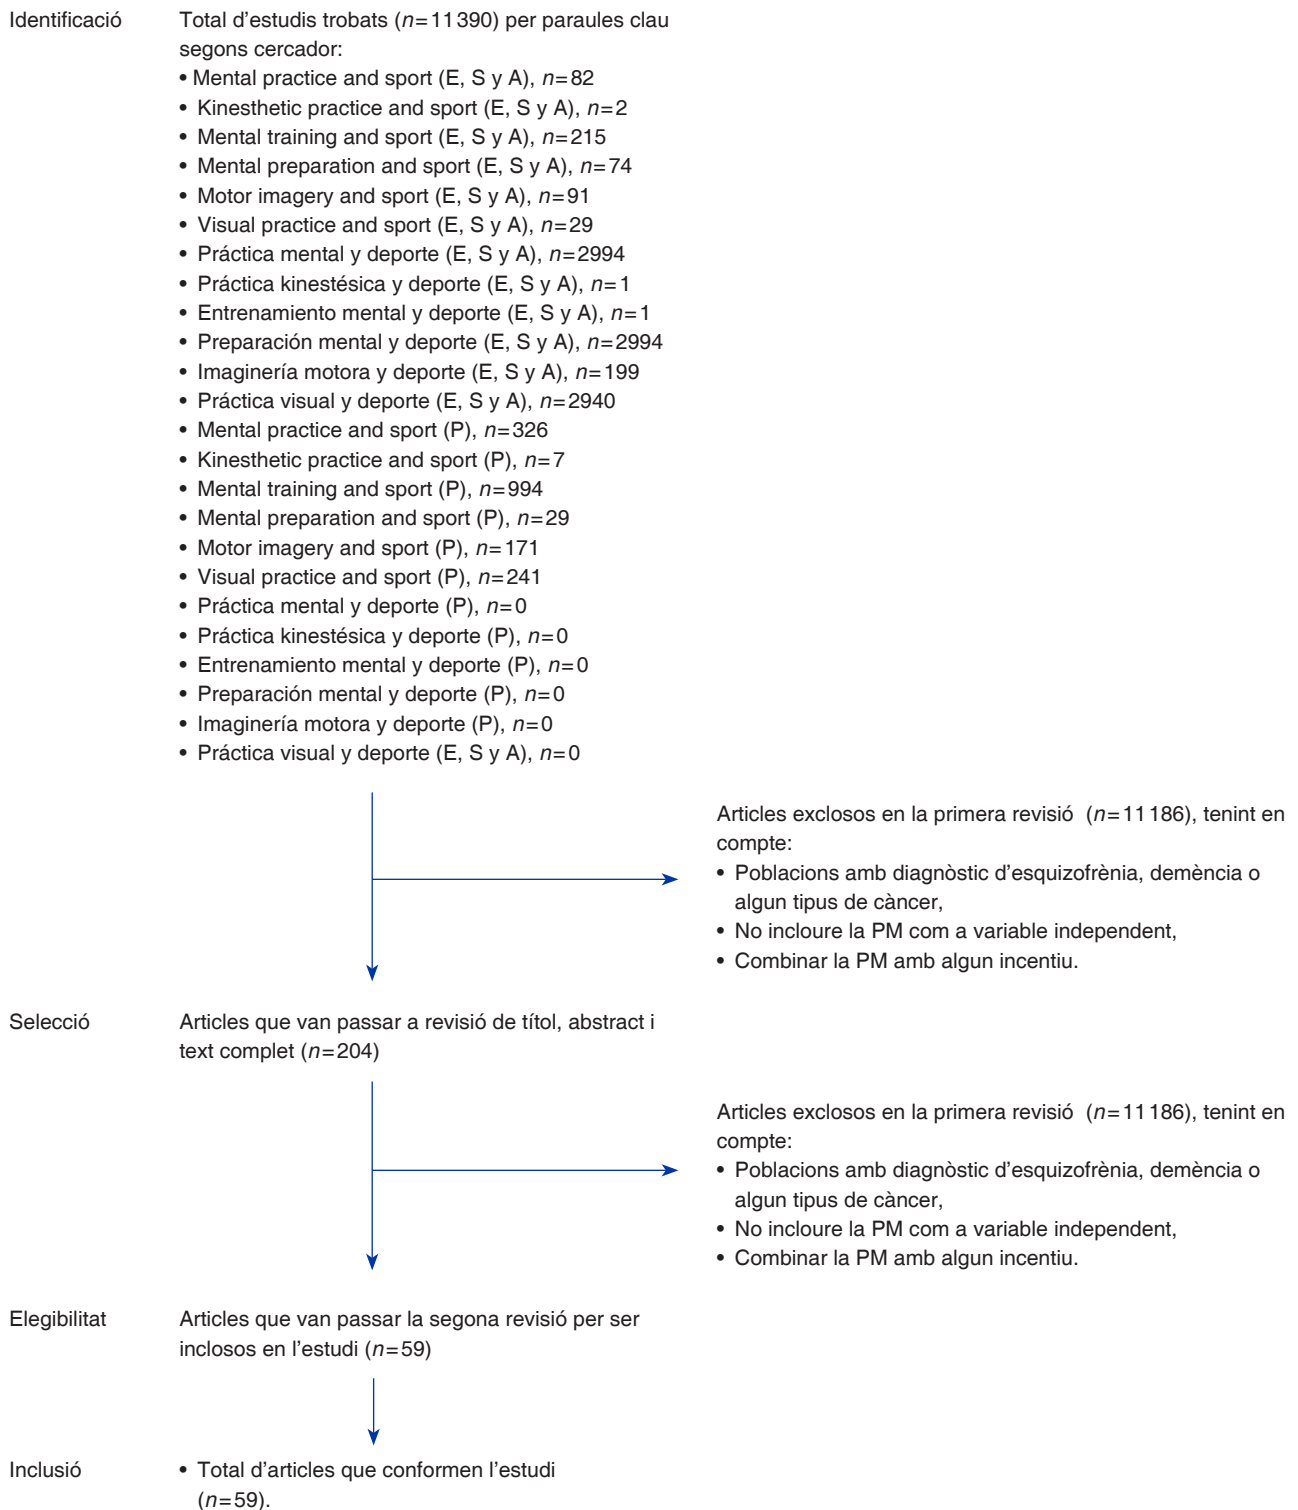 Identificació
Total d'estudis trobats (n=11 390) per paraules clau
segons cercador:
• Mental practice and sport (E, S y A), n=82
• Kinesthetic practice and sport (E, S y A), n=2
• Mental training and sport (E, S y A), n=215
• Mental preparation and sport (E, S y A), n=74
• Motor imagery and sport (E, S y A), n=91
• Visual practice and sport (E, S y A), n=29
• Práctica mental y deporte (E, S y A), n=2994
• Práctica kinestésica y deporte (E, S y A), n=1
• Entrenamiento mental y deporte (E, S y A), n=1
• Preparación mental y deporte (E, S y A), n=2994
• Imaginería motora y deporte (E, S y A), n=199
• Práctica visual y deporte (E, S y A), n=2940
• Mental practice and sport (P), n=326
• Kinesthetic practice and sport (P), n=7
• Mental training and sport (P), n=994
• Mental preparation and sport (P), n=29
• Motor imagery and sport (P), n=171
• Visual practice and sport (P), n=241
• Práctica mental y deporte (P), n=0
• Práctica kinestésica y deporte (P), n=0
• Entrenamiento mental y deporte (P), n=0
• Preparación mental y deporte (P), n=0
• Imaginería motora y deporte (P), n=0
• Práctica visual y deporte (E, S y A), n=0
Articles exclosos en la primera revisió (n=11 186), tenint en
compte:
• Poblacions amb diagnòstic d'esquizofrènia, demència o
algun tipus de càncer,
• No incloure la PM com a variable independent,
• Combinar la PM amb algun incentiu.
Selecció
Articles que van passar a revisió de títol, abstract i
text complet (n=204)
Articles exclosos en la primera revisió (n=11 186), tenint en
compte:
• Poblacions amb diagnòstic d'esquizofrènia, demència o
algun tipus de càncer,
• No incloure la PM com a variable independent,
• Combinar la PM amb algun incentiu.
Elegibilitat
Articles que van passar la segona revisió per ser
inclosos en l'estudi (n=59)
Inclusió
• Total d'articles que conformen l'estudi
(n=59).